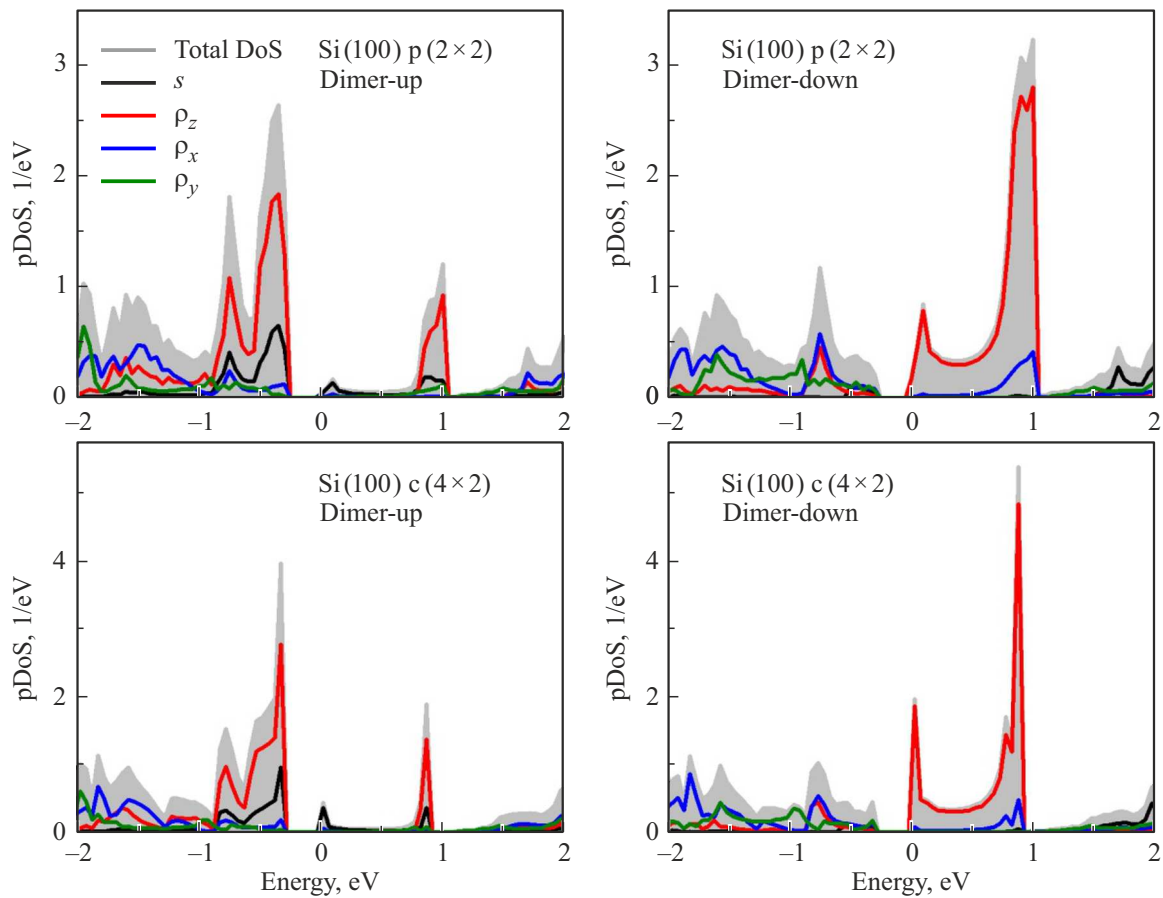 Total DoS
s
ρz
ρx
ρy
Si(100) p(2×2)
Dimer-up
pDoS, 1/eV
3
2
1
0
−2 −1 0 1 2
Si(100) p(2×2)
Dimer-down
pDoS, 1/eV
3
2
1
0
−2 −1 0 1 2
Si(100) c(4×2)
Dimer-up
pDoS, 1/eV
4
2
0
−2 −1 0 1 2
Energy, eV
Si(100) c(4×2)
Dimer-down
pDoS, 1/eV
4
2
0
−2 −1 0 1 2
Energy, eV